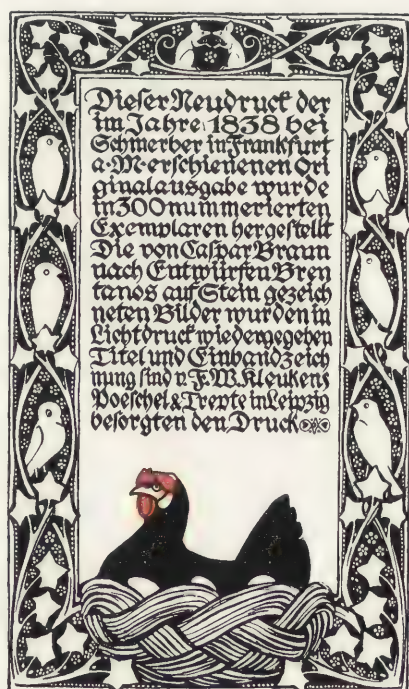 Dieser Neudruck der
im Jahre 1838 bei
Schmerber in Frankfurt
a·M·erschienenen Ori
ginalausgabe wurde
in 300 nummerierten
Exemplaren hergestellt
Die von Caspar Braun
nach Entwürfen Bren
tanos auf Stein gezeich
neten Bilder wurden in
Lichtdruck wiedergegeben
Titel und Einbandzeich
nung sind v. F. W. Kleukens
Poeschel & Trepte in Leipzig
besorgten den Druck